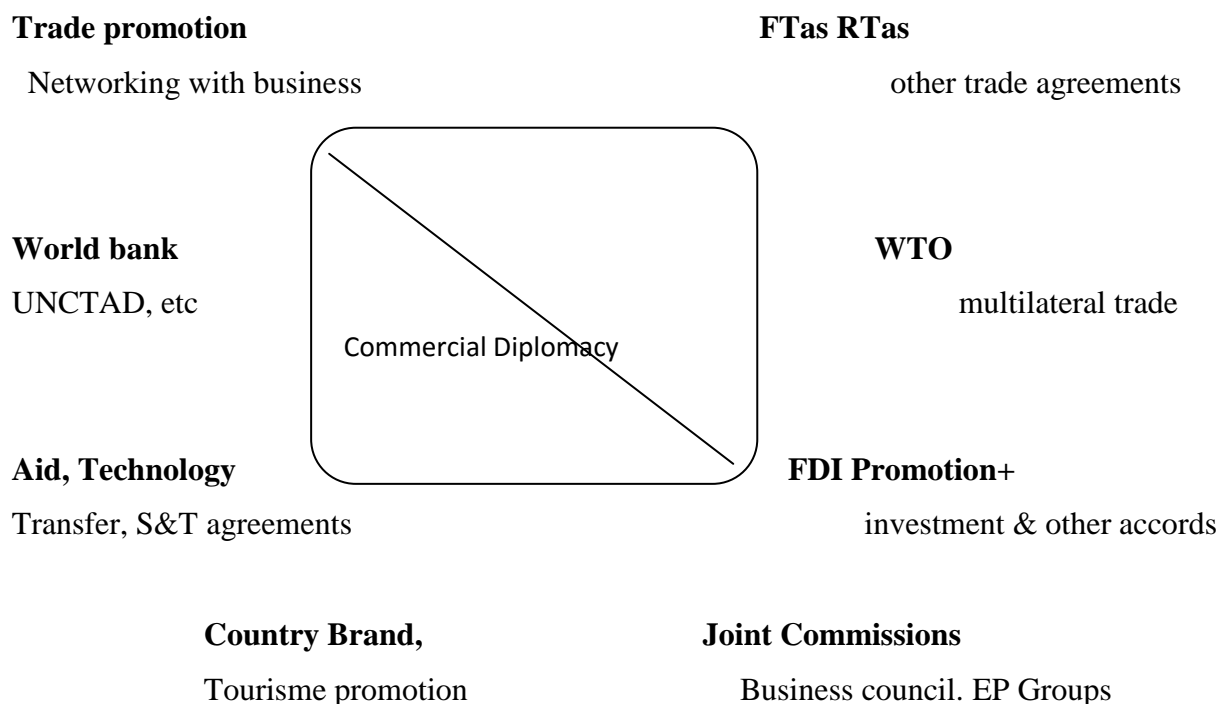 Trade promotion FTas RTas
Networking with business other trade agreements
World bank WTO
UNCTAD, etc multilateral trade
Commercial Diplomacy
Aid, Technology FDI Promotion+
Transfer, S&T agreements investment & other accords
Country Brand, Joint Commissions
Tourisme promotion Business council. EP Groups